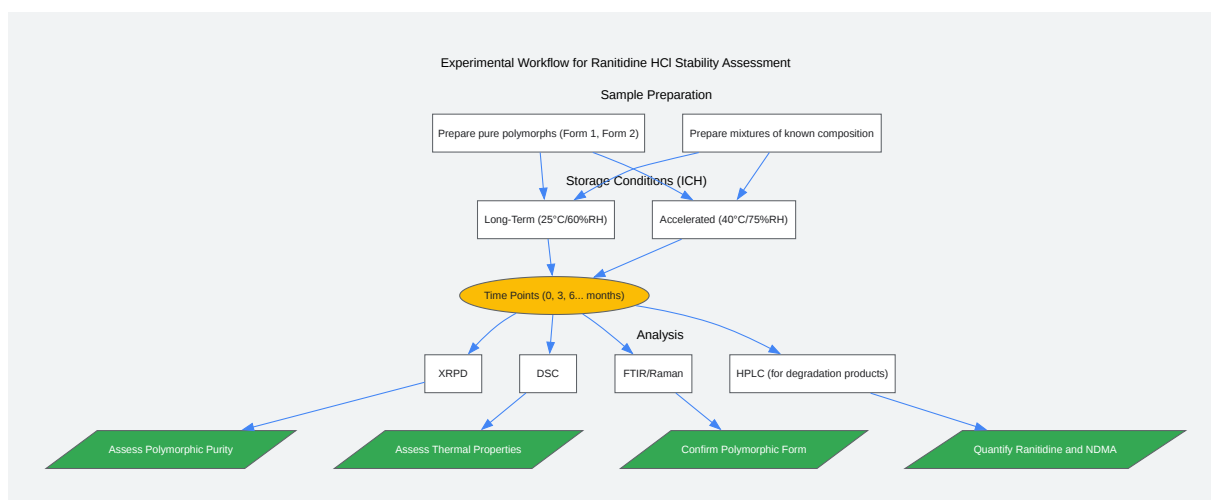 Experimental Workflow for Ranitidine HCl Stability Assessment
Sample Preparation
Prepare pure polymorphs (Form 1, Form 2)
Prepare mixtures of known composition
Storage Conditions (ICH)
Long-Term (25°C/60%RH)
Accelerated (40°C/75%RH)
Time Points (0, 3, 6... months)
Analysis
XRPD
DSC
FTIR/Raman
HPLC (for degradation products)
Assess Polymorphic Purity
Assess Thermal Properties
Confirm Polymorphic Form
Quantify Ranitidine and NDMA